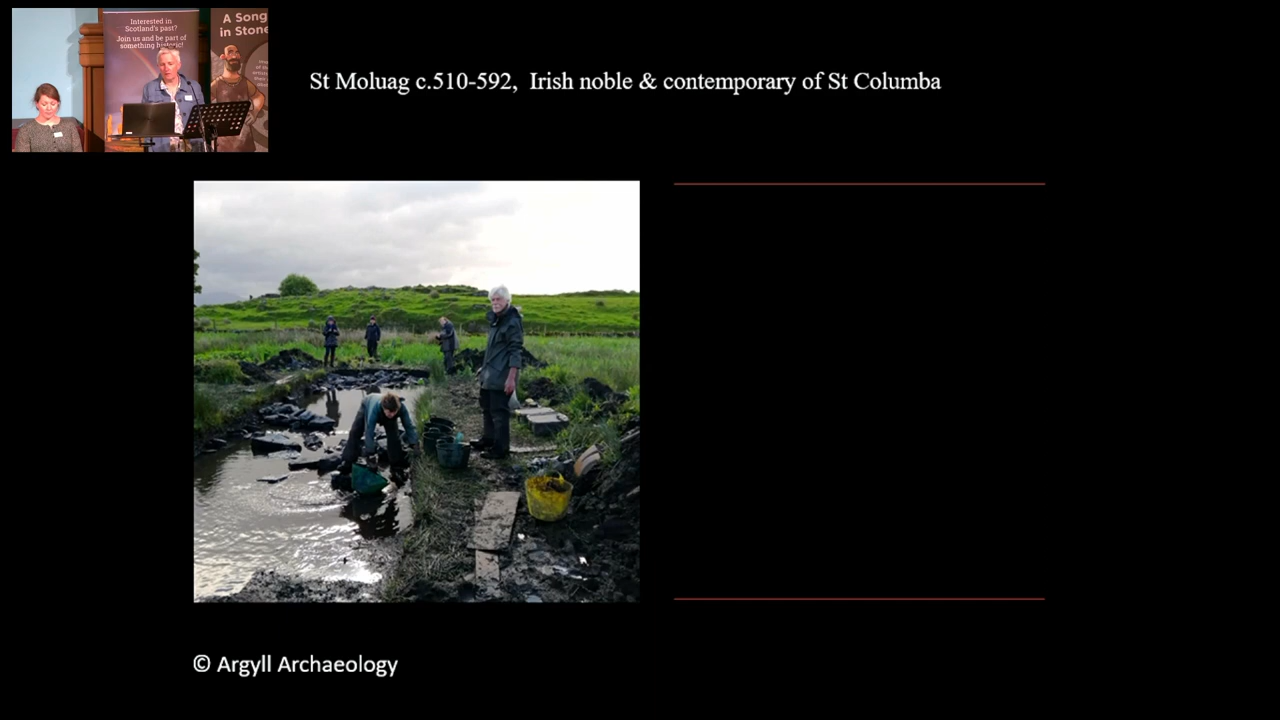 Interested in
Scotland's past?
Join us and be part of
something historic!
A Song
in Stone
St Moluag c.510-592, Irish noble & contemporary of St Columba
© Argyll Archaeology